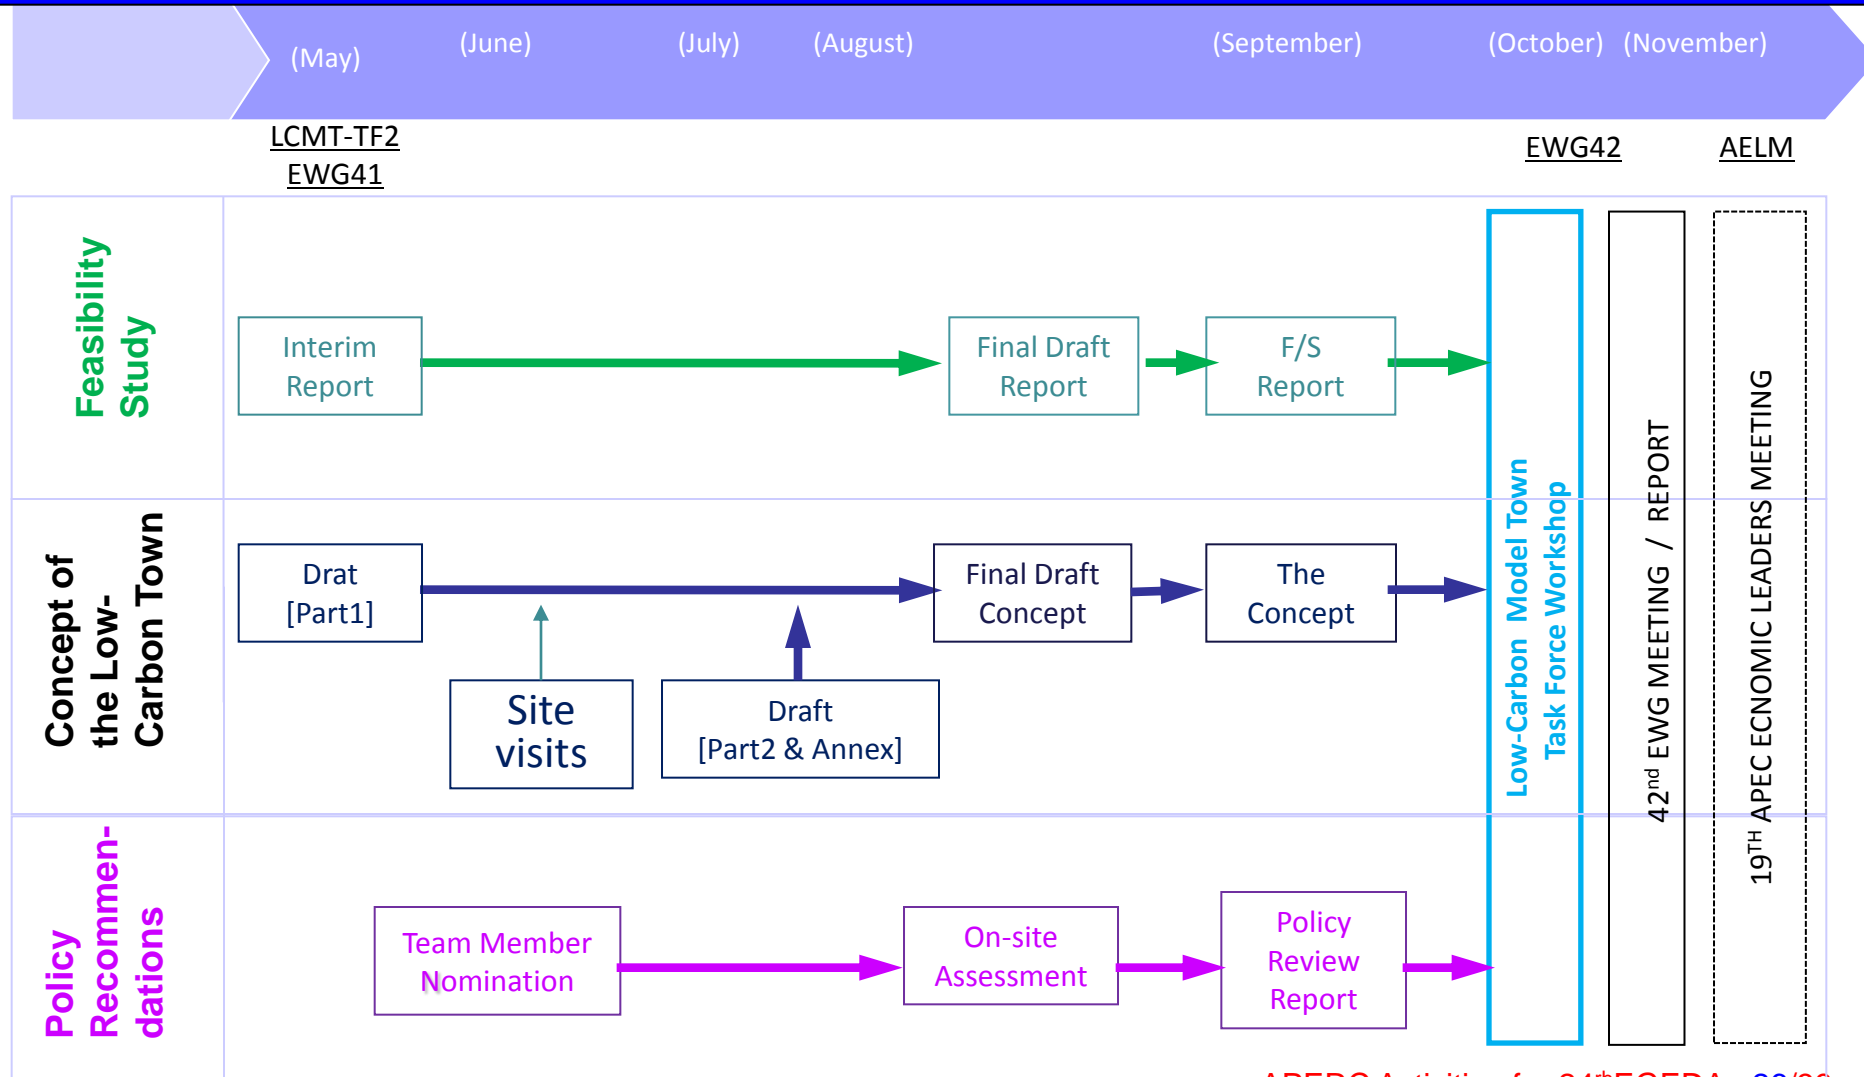 (May)
(June)
(July)
(August)
(September)
(October)
(November)
LCMT-TF2
EWG41
EWG42
AELM
Feasibility
Study
Interim
Report
Final Draft
Report
F/S
Report
Concept of
the Low-
Carbon Town
Drat
[Part1]
Site
visits
Draft
[Part2 & Annex]
Final Draft
Concept
The
Concept
Policy
Recommen-
dations
Team Member
Nomination
On-site
Assessment
Policy
Review
Report
Low-Carbon Model Town
Task Force Workshop
42nd EWG MEETING / REPORT
19TH APEC ECNOMIC LEADERS MEETING